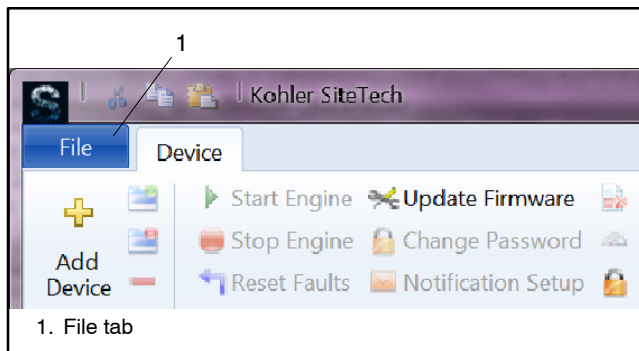 1
Kohler SiteTech
File Device
Start Engine Update Firmware
Stop Engine Change Password
Add
Device
Reset Faults Notification Setup
1. File tab